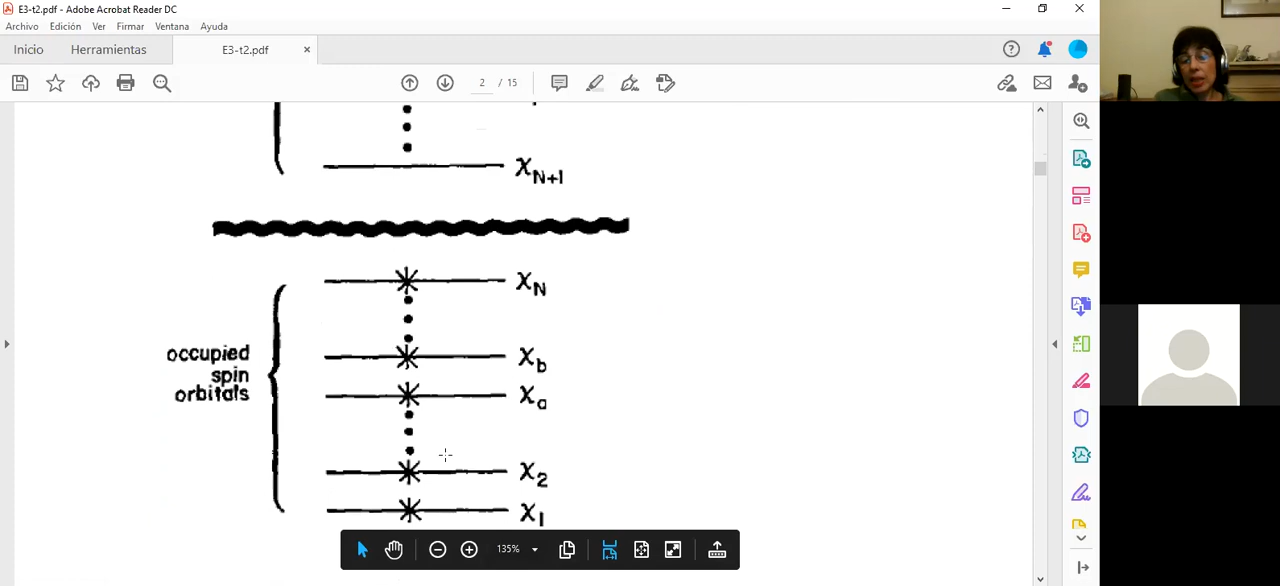 E3-t2.pdf - Adobe Acrobat Reader DC
Archivo Edición Ver Firmar Ventana Ayuda
Inicio Herramientas E3-t2.pdf ×
2 / 15
χN+1
χN
χb
occupied
spin
orbitals
χa
χ2
χ1
135%